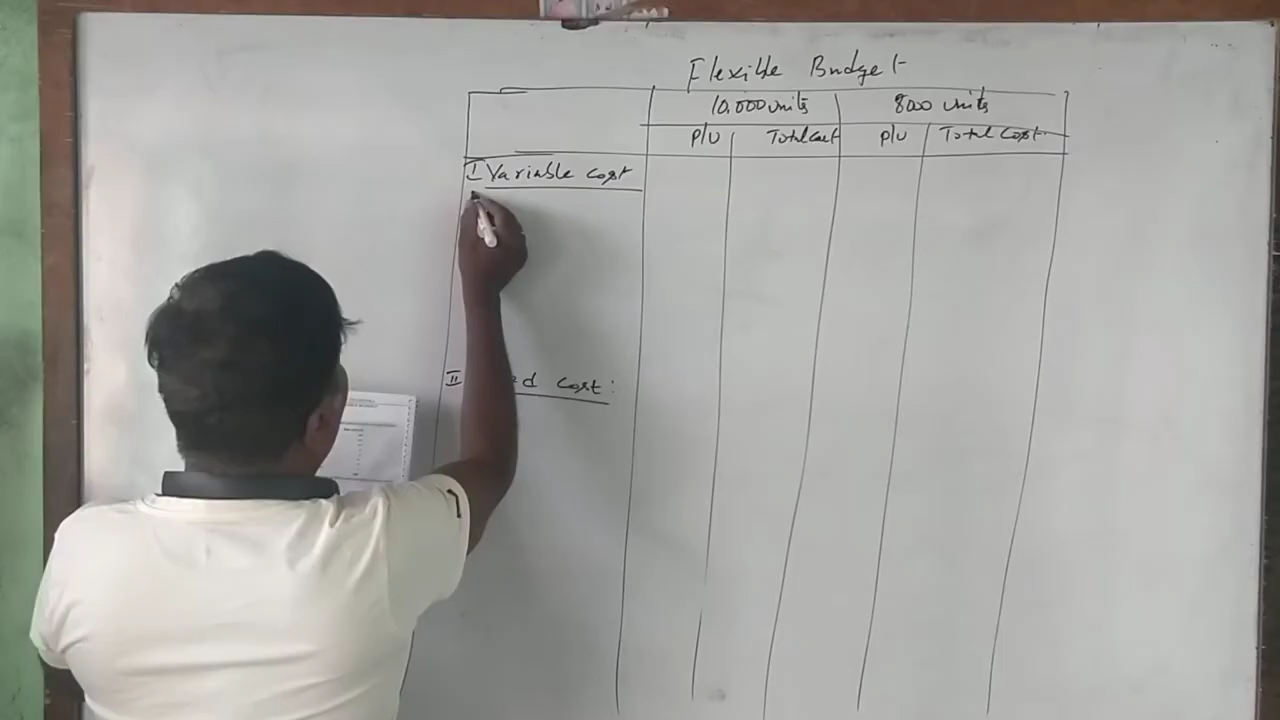 Flexible Budget
10,000 units 8000 units
P/U Total Cost P/U Total Cost
I Variable cost
II Cost: